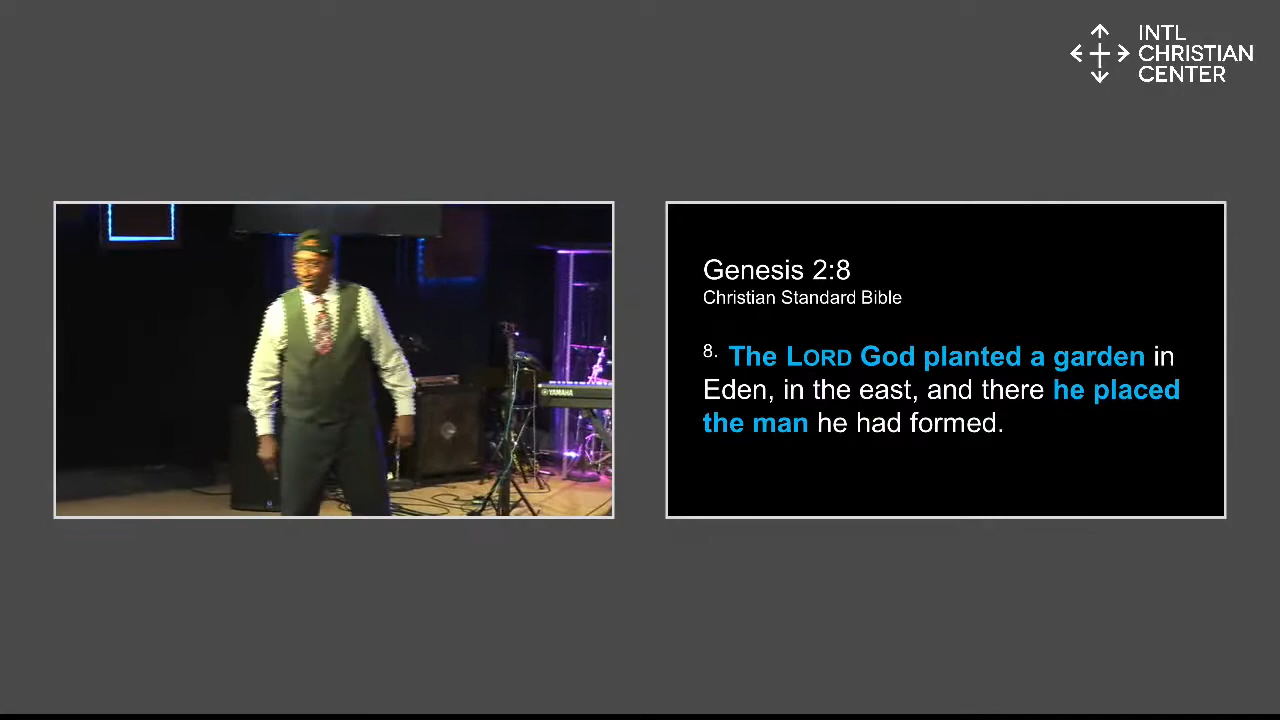 INTL
CHRISTIAN
CENTER
Genesis 2:8
Christian Standard Bible
8. The LORD God planted a garden in
Eden, in the east, and there he placed
the man he had formed.
YAMAHA